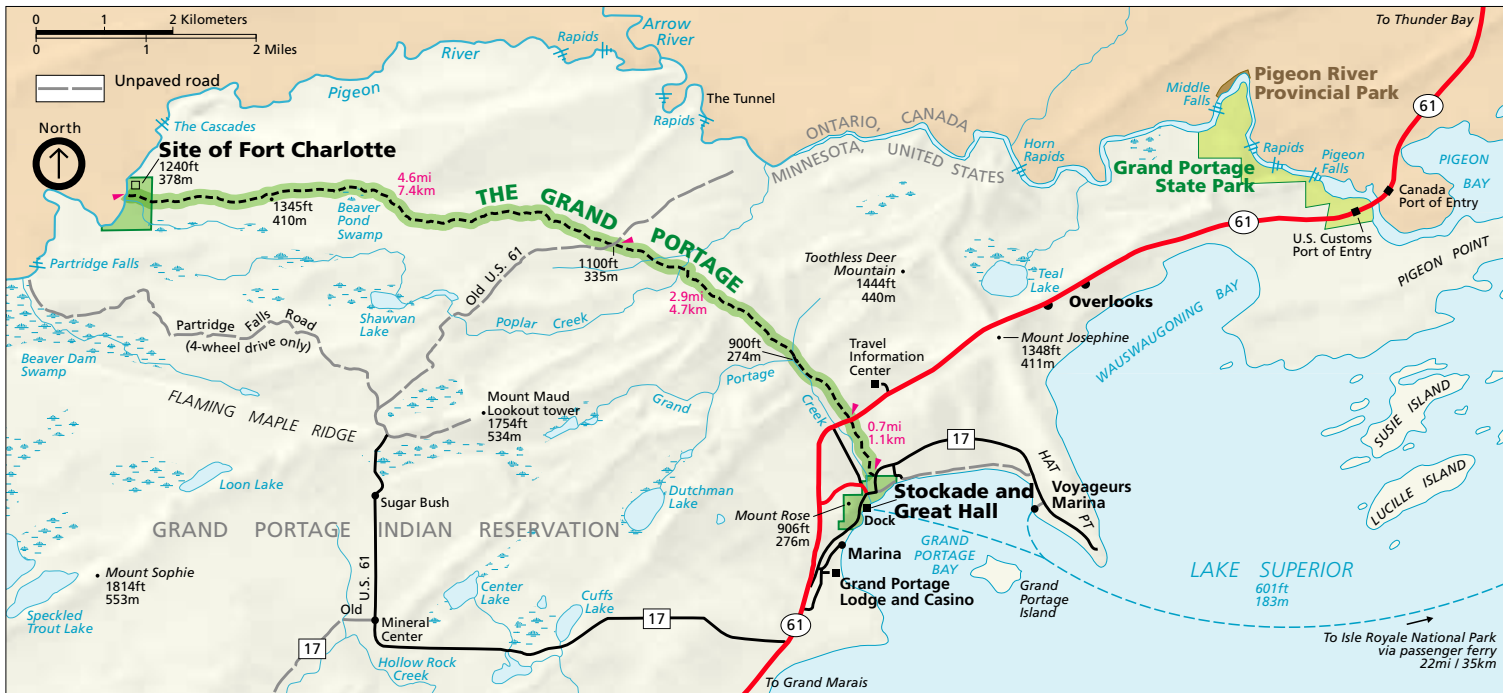 0 1 2 Kilometers
0 1 2 Miles
Unpaved road
North
To Thunder Bay
Arrow
River
Rapids
River
Pigeon
The Tunnel
Rapids
The Cascades
Site of Fort Charlotte
1240ft
378m
4.6mi
7.4km
THE GRAND PORTAGE
1345ft
410m
Beaver
Pond
Swamp
Partridge Falls
ONTARIO, CANADA
MINNESOTA, UNITED STATES
Horn
Rapids
Middle
Falls
Pigeon River
Provincial Park
61
Rapids
Pigeon
Falls
Grand Portage
State Park
PIGEON
BAY
Canada
Port of Entry
61
U.S. Customs
Port of Entry
PIGEON POINT
Old U.S. 61
1100ft
335m
2.9mi
4.7km
Toothless Deer
Mountain
1444ft
440m
Teal
Lake
Overlooks
WAUSWAUGONING BAY
Shawvan
Lake
Poplar Creek
Partridge Falls Road
(4-wheel drive only)
Beaver Dam
Swamp
FLAMING MAPLE RIDGE
Mount Maud
Lookout tower
1754ft
534m
900ft
274m
Travel
Information
Center
Mount Josephine
1348ft
411m
Grand Portage Creek
0.7mi
1.1km
17
HAT PT
SUSIE ISLAND
LUCILLE ISLAND
Loon Lake
Sugar Bush
Dutchman
Lake
Mount Rose
906ft
276m
Stockade and
Great Hall
Dock
Voyageurs
Marina
GRAND PORTAGE INDIAN RESERVATION
Marina
GRAND
PORTAGE
BAY
Grand Portage
Lodge and Casino
Grand
Portage
Island
LAKE SUPERIOR
601ft
183m
Mount Sophie
1814ft
553m
Speckled
Trout Lake
Old U.S. 61
Mineral
Center
17
Hollow Rock
Creek
Center
Lake
Cuffs
Lake
17
61
To Grand Marais
To Isle Royale National Park
via passenger ferry
22mi / 35km